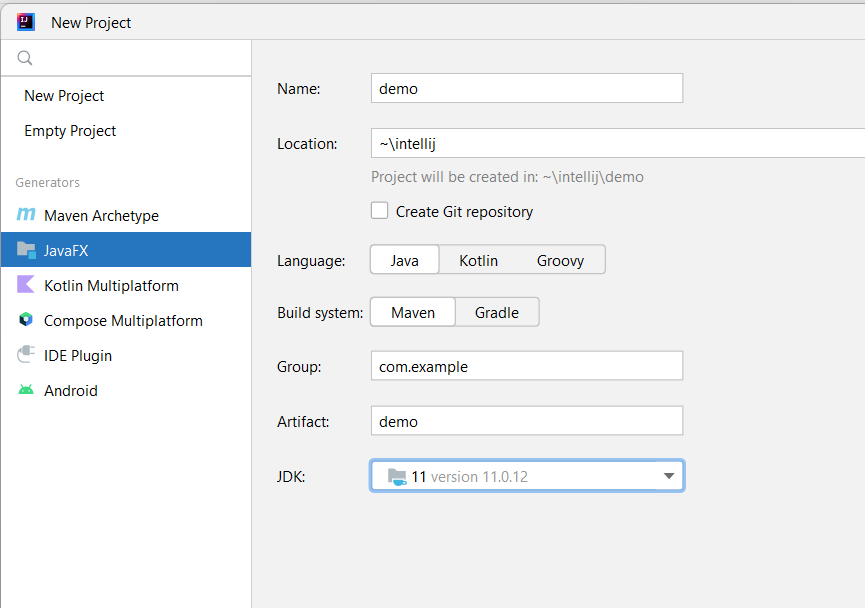 New Project
New Project
Empty Project
Generators
Maven Archetype
JavaFX
Kotlin Multiplatform
Compose Multiplatform
IDE Plugin
Android
Name: demo
Location: ~\intellij
Project will be created in: ~\intellij\demo
Create Git repository
Language: Java Kotlin Groovy
Build system: Maven Gradle
Group: com.example
Artifact: demo
JDK: 11 version 11.0.12